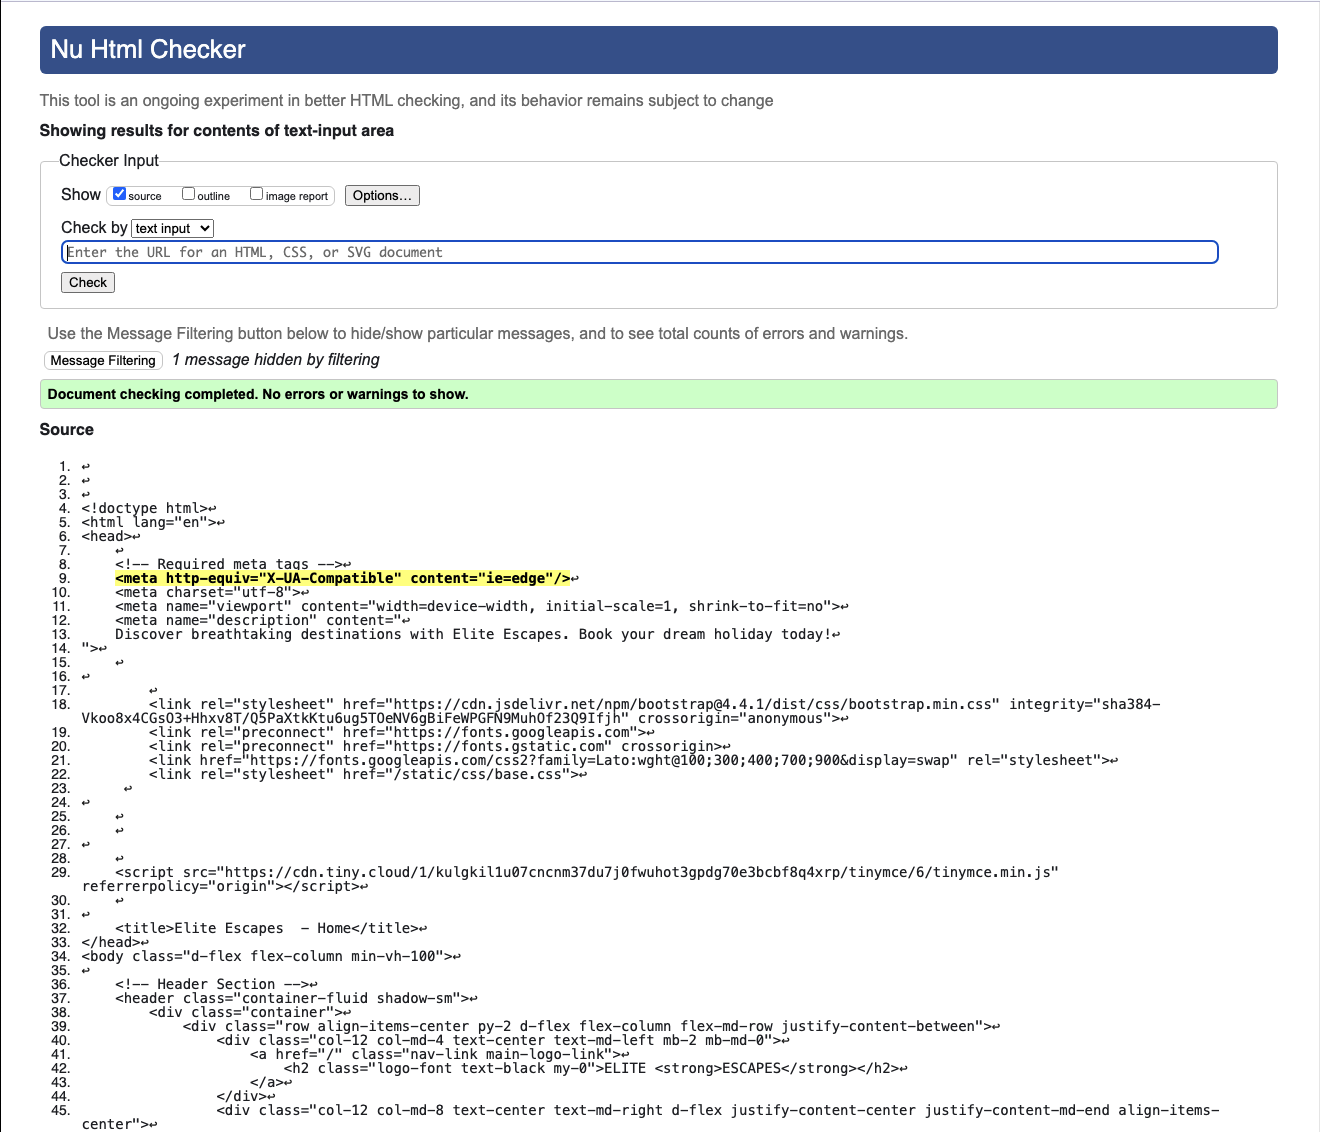 Nu Html Checker
This tool is an ongoing experiment in better HTML checking, and its behavior remains subject to change
Showing results for contents of text-input area
Checker Input
Show source outline image report Options...
Check by text input
Enter the URL for an HTML, CSS, or SVG document
Check
Use the Message Filtering button below to hide/show particular messages, and to see total counts of errors and warnings.
Message Filtering 1 message hidden by filtering
Document checking completed. No errors or warnings to show.
Source
1. ↩
2. ↩
3. ↩
4. <!doctype html>↩
5. <html lang="en">↩
6. <head>↩
7. ↩
8. <!-- Required meta tags -->↩
9. <meta http-equiv="X-UA-Compatible" content="ie=edge"/>↩
10. <meta charset="utf-8">↩
11. <meta name="viewport" content="width=device-width, initial-scale=1, shrink-to-fit=no">↩
12. <meta name="description" content="↩
13. Discover breathtaking destinations with Elite Escapes. Book your dream holiday today!↩
14. ">↩
15. ↩
16. ↩
17. ↩
18. <link rel="stylesheet" href="https://cdn.jsdelivr.net/npm/bootstrap@4.4.1/dist/css/bootstrap.min.css" integrity="sha384-
Vkoo8x4CGsO3+Hhxv8T/Q5PaXtkKtu6ug5TOeNV6gBiFeWPGFN9MuhOf23Q9Ifjh" crossorigin="anonymous">↩
19. <link rel="preconnect" href="https://fonts.googleapis.com">↩
20. <link rel="preconnect" href="https://fonts.gstatic.com" crossorigin>↩
21. <link href="https://fonts.googleapis.com/css2?family=Lato:wght@100;300;400;700;900&display=swap" rel="stylesheet">↩
22. <link rel="stylesheet" href="/static/css/base.css">↩
23. ↩
24. ↩
25. ↩
26. ↩
27. ↩
28. ↩
29. <script src="https://cdn.tiny.cloud/1/kulgkil1u07cncnm37du7j0fwuhot3gpdg70e3bcbf8q4xrp/tinymce/6/tinymce.min.js"
referrerpolicy="origin"></script>↩
30. ↩
31. ↩
32. <title>Elite Escapes  - Home</title>↩
33. </head>↩
34. <body class="d-flex flex-column min-vh-100">↩
35. ↩
36. <!-- Header Section -->↩
37. <header class="container-fluid shadow-sm">↩
38. <div class="container">↩
39. <div class="row align-items-center py-2 d-flex flex-column flex-md-row justify-content-between">↩
40. <div class="col-12 col-md-4 text-center text-md-left mb-2 mb-md-0">↩
41. <a href="/" class="nav-link main-logo-link">↩
42. <h2 class="logo-font text-black my-0">ELITE <strong>ESCAPES</strong></h2>↩
43. </a>↩
44. </div>↩
45. <div class="col-12 col-md-8 text-center text-md-right d-flex justify-content-center justify-content-md-end align-items-
center">↩